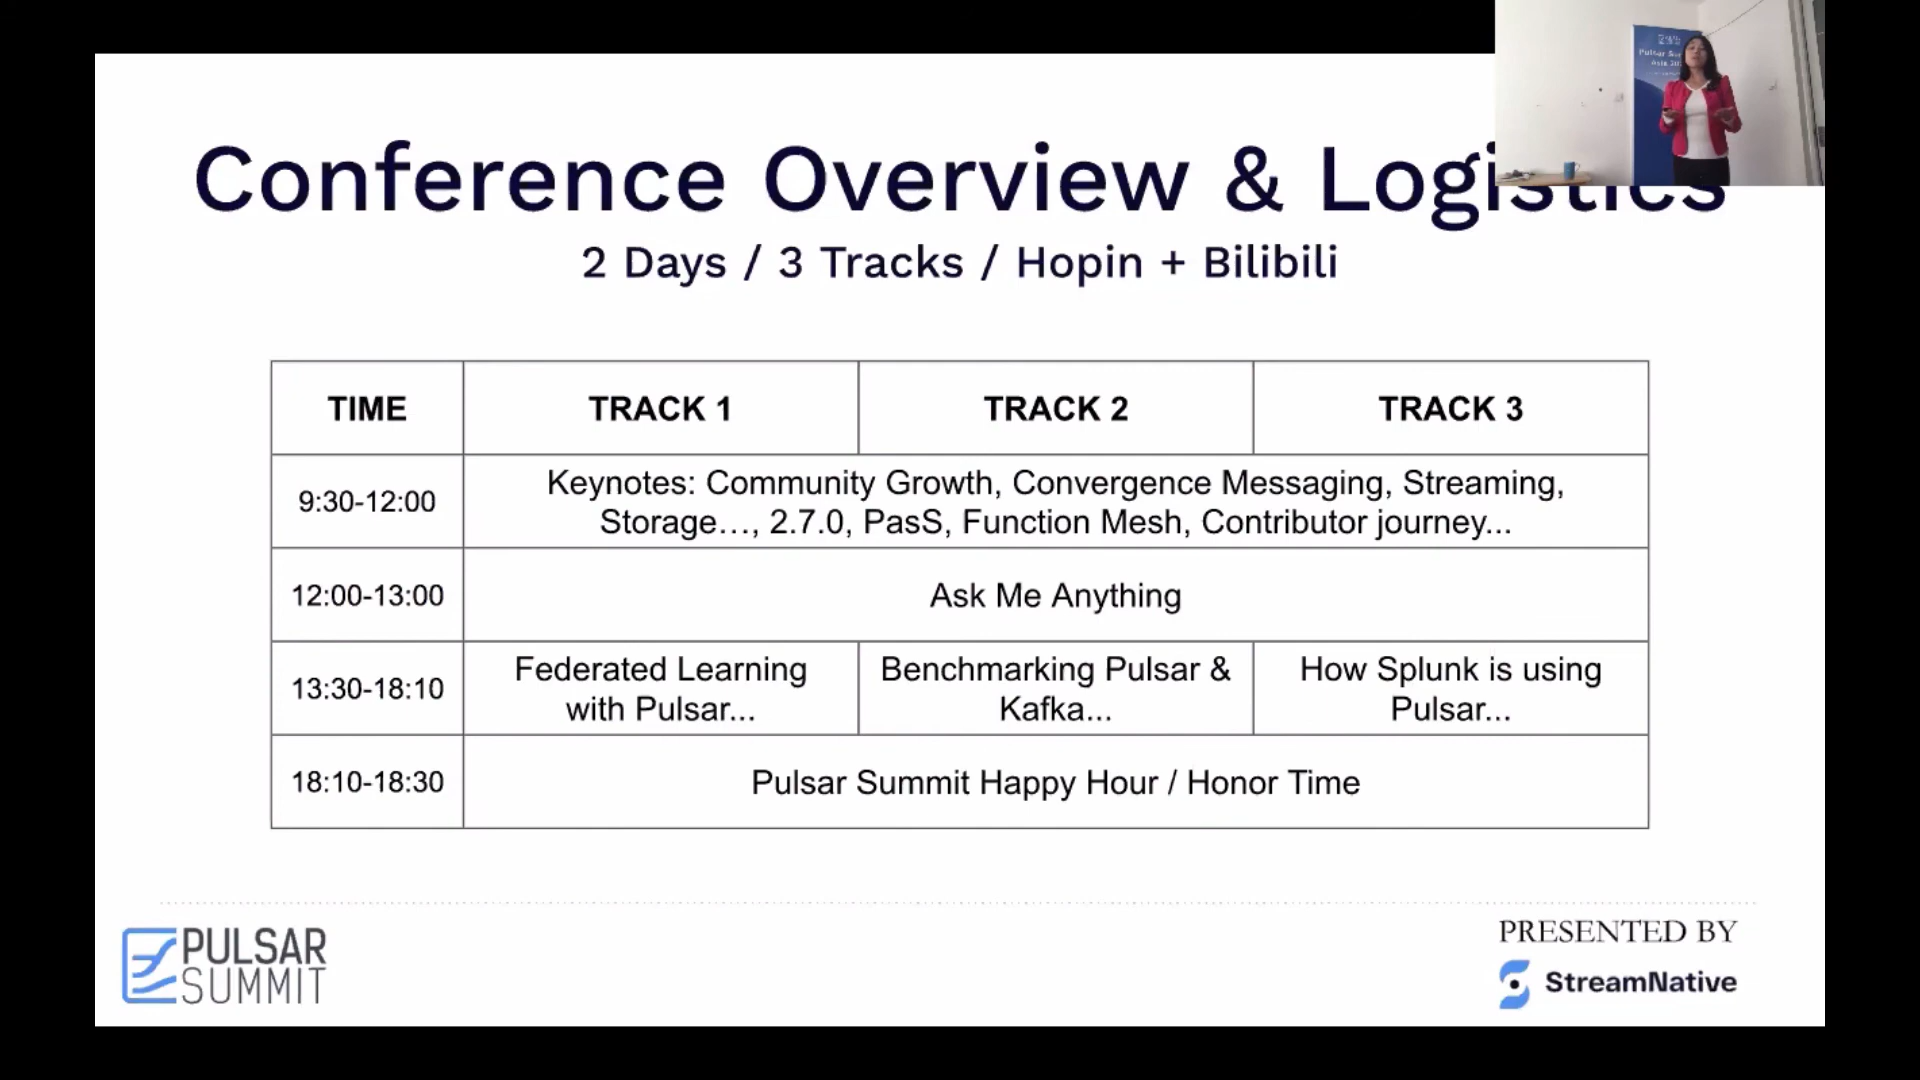 Conference Overview & Logistics
2 Days / 3 Tracks / Hopin + Bilibili
TIME
TRACK 1
TRACK 2
TRACK 3
9:30-12:00
Keynotes: Community Growth, Convergence Messaging, Streaming,
Storage…, 2.7.0, PasS, Function Mesh, Contributor journey...
12:00-13:00
Ask Me Anything
13:30-18:10
Federated Learning
with Pulsar...
Benchmarking Pulsar &
Kafka...
How Splunk is using
Pulsar...
18:10-18:30
Pulsar Summit Happy Hour / Honor Time
PULSAR
SUMMIT
PRESENTED BY
StreamNative